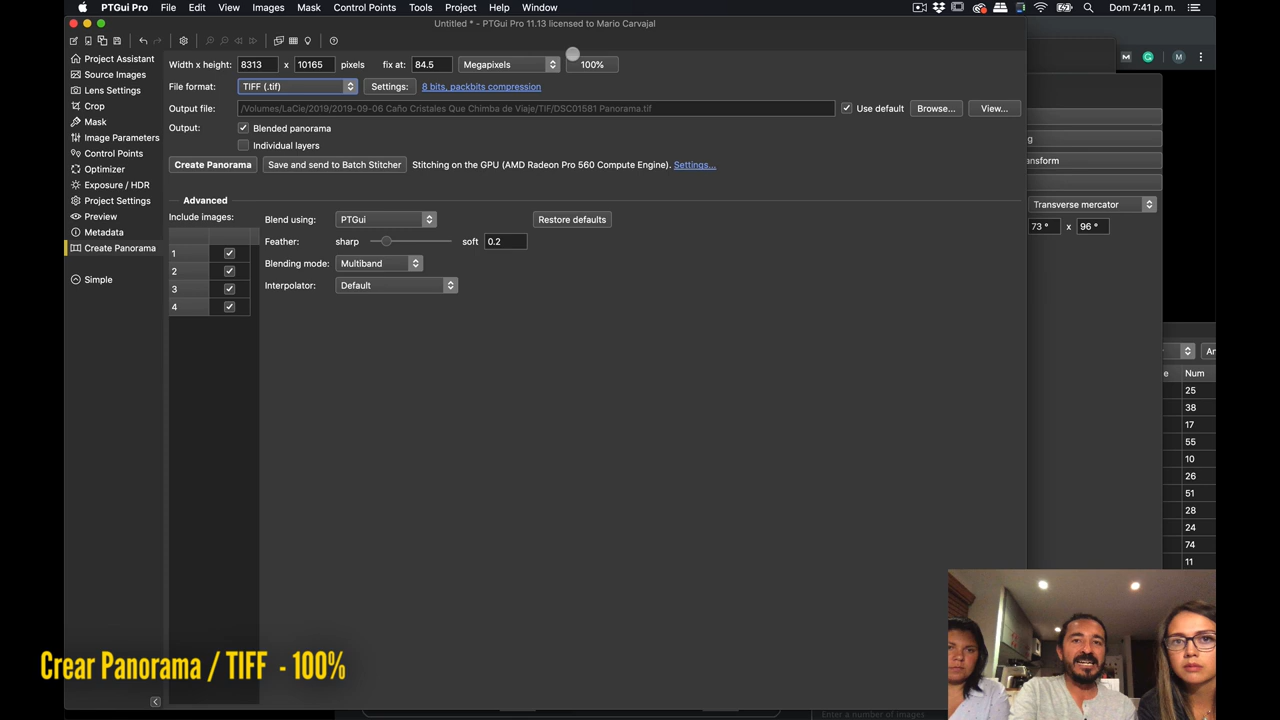 PTGui Pro File Edit View Images Mask Control Points Tools Project Help Window Dom 7:41 p. m.
Untitled * - PTGui Pro 11.13 licensed to Mario Carvajal
Project Assistant
Source Images
Lens Settings
Crop
Mask
Image Parameters
Control Points
Optimizer
Exposure / HDR
Project Settings
Preview
Metadata
Create Panorama
Simple
Width x height: 8313 x 10165 pixels fix at: 84.5 Megapixels 100%
File format: TIFF (.tif) Settings: 8 bits, packbits compression
Output file: /Volumes/LaCie/2019/2019-09-06 Caño Cristales Que Chimba de Viaje/TIF/DSC01581 Panorama.tif Use default Browse... View...
Output: Blended panorama
Individual layers
Create Panorama Save and send to Batch Stitcher Stitching on the GPU (AMD Radeon Pro 560 Compute Engine). Settings...
Advanced
Include images:
1
2
3
4
Blend using: PTGui Restore defaults
Feather: sharp soft 0.2
Blending mode: Multiband
Interpolator: Default
M
M
g
ansform
Transverse mercator
73 ° x 96 °
Ar
e Num
25
38
17
55
10
26
51
28
24
74
11
Enter a number of images
Crear Panorama / TIFF - 100%